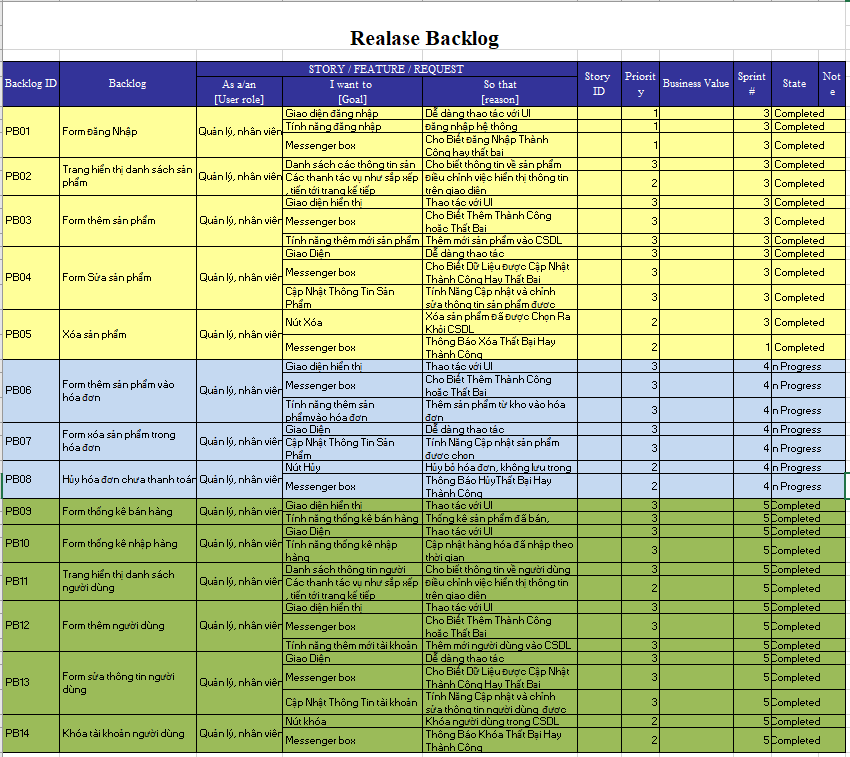 Realase Backlog
Backlog ID Backlog STORY / FEATURE / REQUEST Story ID Priority Business Value Sprint # State Note
As a/an [User role] I want to [Goal] So that [reason]
PB01 Form Đăng Nhập Quản lý, nhân viên Giao diện đăng nhập Dễ dàng thao tác với UI 1 3 Completed
Tính năng đăng nhập Đăng nhập hệ thống 1 3 Completed
Messenger box Cho Biết Đăng Nhập Thành Công hay thất bại 1 3 Completed
PB02 Trang hiển thị danh sách sản phẩm Quản lý, nhân viên Danh sách các thông tin sản Cho biết thông tin về sản phẩm 3 3 Completed
Các thanh tác vụ như sắp xếp , tiến tới trang kế tiếp Điều chỉnh việc hiển thị thông tin trên giao diện 2 3 Completed
PB03 Form thêm sản phẩm Quản lý, nhân viên Giao diện hiển thị Thao tác với UI 3 3 Completed
Messenger box Cho Biết Thêm Thành Công hoặc Thất Bại 3 3 Completed
Tính năng thêm mới sản phẩm Thêm mới sản phẩm vào CSDL 3 3 Completed
PB04 Form Sửa sản phẩm Quản lý, nhân viên Giao Diện Dễ dàng thao tác 3 3 Completed
Messenger box Cho Biết Dữ Liệu Được Cập Nhật Thành Công Hay Thất Bại 3 3 Completed
Cập Nhật Thông Tin Sản Phẩm Tính Năng Cập nhật và chỉnh sửa thông tin sản phẩm được 3 3 Completed
PB05 Xóa sản phẩm Quản lý, nhân viên Nút Xóa Xóa sản phẩm Đã Được Chọn Ra Khỏi CSDL 2 3 Completed
Messenger box Thông Báo Xóa Thất Bại Hay Thành Công 2 1 Completed
PB06 Form thêm sản phẩm vào hóa đơn Quản lý, nhân viên Giao diện hiển thị Thao tác với UI 3 4 n Progress
Messenger box Cho Biết Thêm Thành Công hoặc Thất Bại 3 4 n Progress
Tính năng thêm sản phẩmvào hóa đơn Thêm sản phẩm từ kho vào hóa đơn 3 4 n Progress
PB07 Form xóa sản phẩm trong hóa đơn Quản lý, nhân viên Giao Diện Dễ dàng thao tác 3 4 n Progress
Cập Nhật Thông Tin Sản Phẩm Tính Năng Cập nhật sản phẩm được chọn 3 4 n Progress
PB08 Hủy hóa đơn chưa thanh toán Quản lý, nhân viên Nút Hủy Hủy bỏ hóa đơn, không lưu trong 2 4 n Progress
Messenger box Thông Báo HủyThất Bại Hay Thành Công 2 4 n Progress
PB09 Form thống kê bán hàng Quản lý, nhân viên Giao diện hiển thị Thao tác với UI 3 5 Completed
Tính năng thống kê bán hàng Thống kê sản phẩm đã bán, 3 5 Completed
PB10 Form thống kê nhập hàng Quản lý, nhân viên Giao Diện Thao tác với UI 3 5 Completed
Tính năng thống kê nhập hàng Cập nhật hàng hóa đã nhập theo thời gian 3 5 Completed
PB11 Trang hiển thị danh sách người dùng Quản lý, nhân viên Danh sách thông tin người Cho biết thông tin về người dùng 3 5 Completed
Các thanh tác vụ như sắp xếp , tiến tới trang kế tiếp Điều chỉnh việc hiển thị thông tin trên giao diện 2 5 Completed
PB12 Form thêm người dùng Quản lý, nhân viên Giao diện hiển thị Thao tác với UI 3 5 Completed
Messenger box Cho Biết Thêm Thành Công hoặc Thất Bại 3 5 Completed
Tính năng thêm mới tài khoản Thêm mới người dùng vào CSDL 3 5 Completed
PB13 Form sửa thông tin người dùng Quản lý, nhân viên Giao Diện Dễ dàng thao tác 3 5 Completed
Messenger box Cho Biết Dữ Liệu Được Cập Nhật Thành Công Hay Thất Bại 3 5 Completed
Cập Nhật Thông Tin tài khoản Tính Năng Cập nhật và chỉnh sửa thông tin người dùng được 3 5 Completed
PB14 Khóa tài khoản người dùng Quản lý, nhân viên Nút khóa Khóa người dùng trong CSDL 2 5 Completed
Messenger box Thông Báo Khóa Thất Bại Hay Thành Công 2 5 Completed